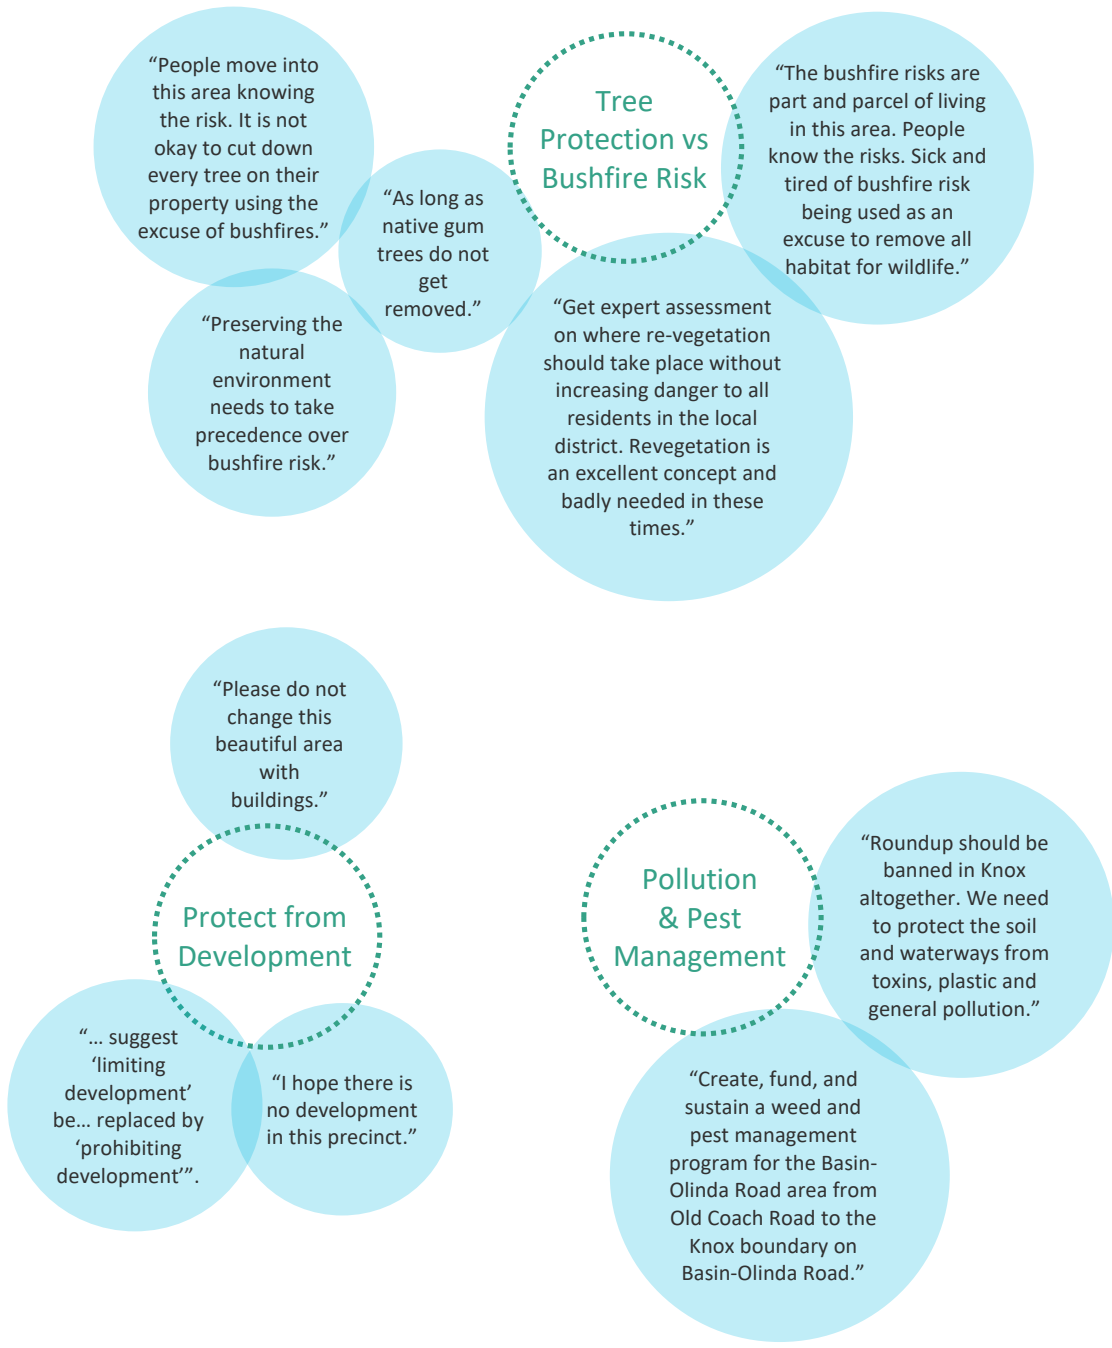 “People move into
this area knowing
the risk. It is not
okay to cut down
every tree on their
property using the
excuse of bushfires.”
“As long as
native gum
trees do not
get
removed.”
“Preserving the
natural
environment
needs to take
precedence over
bushfire risk.”
Tree
Protection vs
Bushfire Risk
“The bushfire risks are
part and parcel of living
in this area. People
know the risks. Sick and
tired of bushfire risk
being used as an
excuse to remove all
habitat for wildlife.”
“Get expert assessment
on where re-vegetation
should take place without
increasing danger to all
residents in the local
district. Revegetation is
an excellent concept and
badly needed in these
times.”
“Please do not
change this
beautiful area
with
buildings.”
Protect from
Development
“… suggest
‘limiting
development’
be… replaced by
‘prohibiting
development’”.
“I hope there is
no development
in this precinct.”
Pollution
& Pest
Management
“Roundup should be
banned in Knox
altogether. We need
to protect the soil
and waterways from
toxins, plastic and
general pollution.”
“Create, fund, and
sustain a weed and
pest management
program for the Basin-
Olinda Road area from
Old Coach Road to the
Knox boundary on
Basin-Olinda Road.”